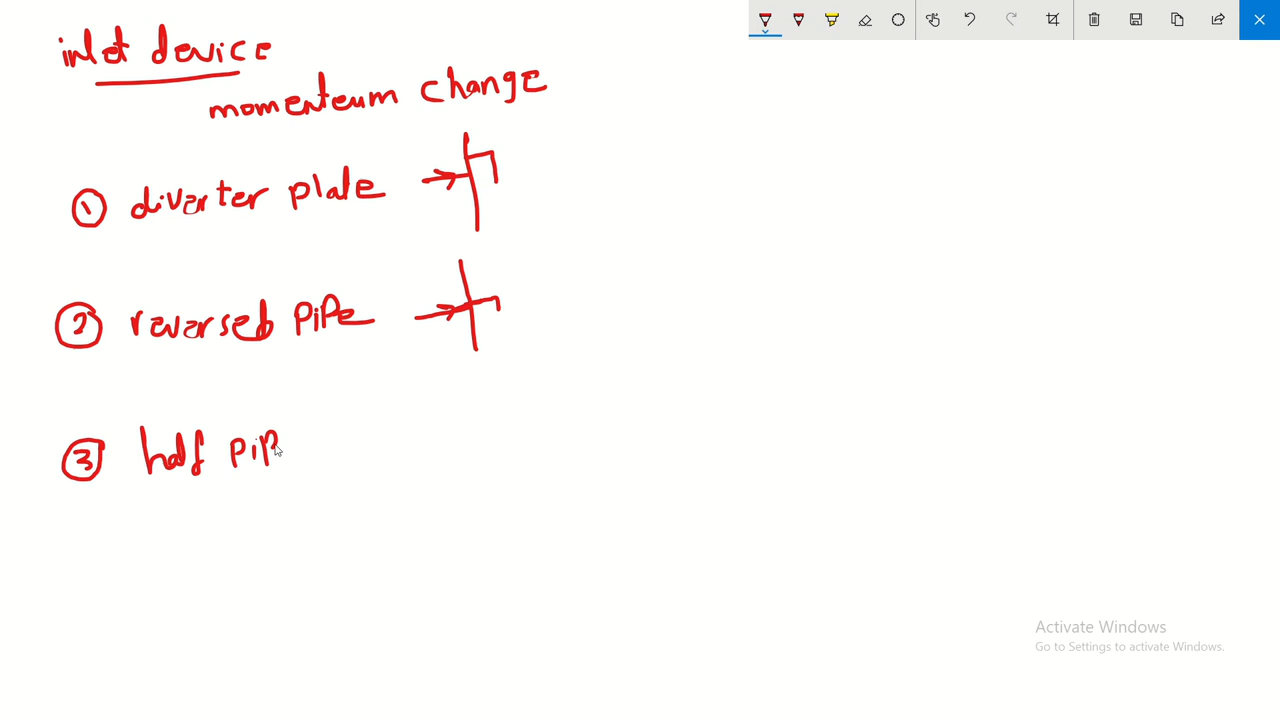 inlet device
momenteum change
① diverter plate
② reversed PiPe
③ half PiP
Activate Windows
Go to Settings to activate Windows.